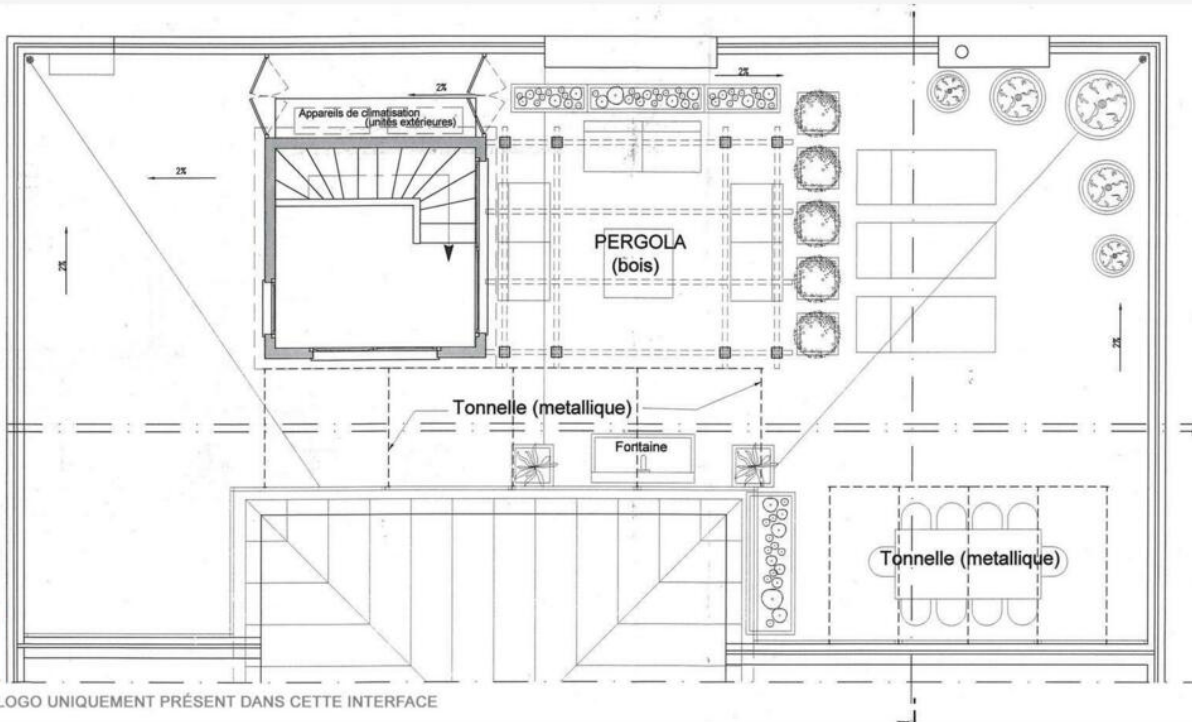 2%
2%
Appareils de climatisation
(unités extérieures)
2%
2%
PERGOLA
(bois)
2%
Tonnelle (metallique)
Fontaine
Tonnelle (metallique)
LOGO UNIQUEMENT PRÉSENT DANS CETTE INTERFACE